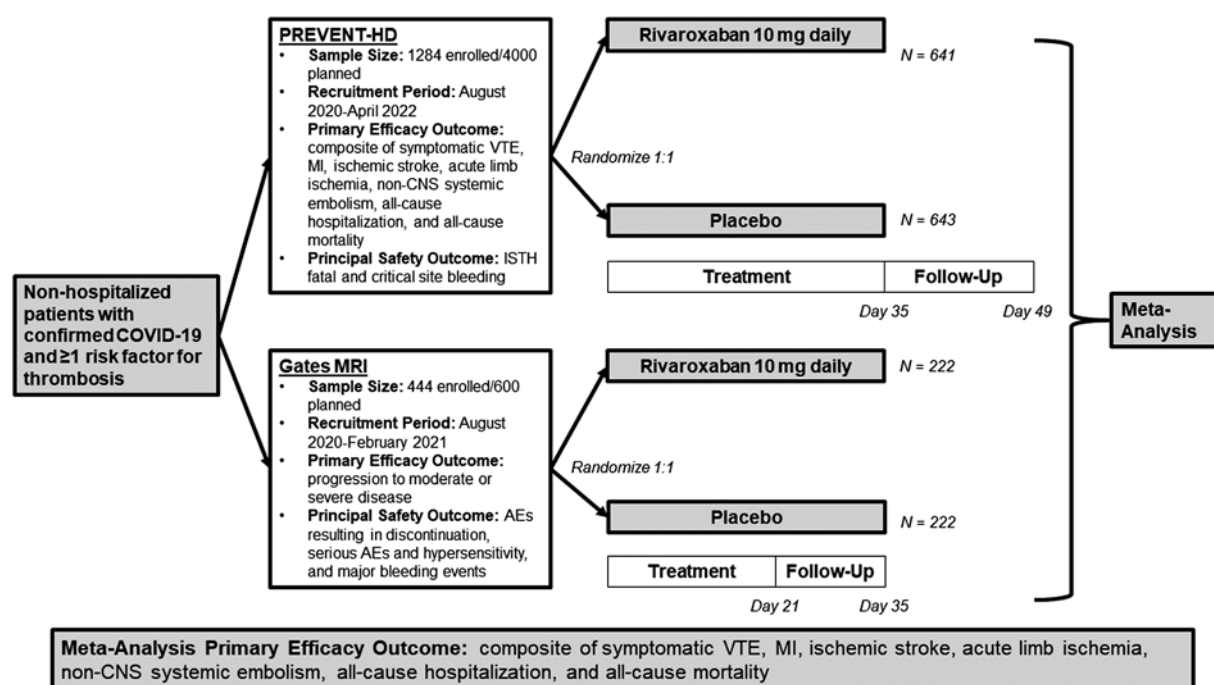 Non-hospitalized
patients with
confirmed COVID-19
and ≥1 risk factor for
thrombosis
PREVENT-HD
• Sample Size: 1284 enrolled/4000
planned
• Recruitment Period: August
2020-April 2022
• Primary Efficacy Outcome:
composite of symptomatic VTE,
MI, ischemic stroke, acute limb
ischemia, non-CNS systemic
embolism, all-cause
hospitalization, and all-cause
mortality
• Principal Safety Outcome: ISTH
fatal and critical site bleeding
Randomize 1:1
Rivaroxaban 10 mg daily
N = 641
Placebo
N = 643
Treatment Follow-Up
Day 35 Day 49
Gates MRI
• Sample Size: 444 enrolled/600
planned
• Recruitment Period: August
2020-February 2021
• Primary Efficacy Outcome:
progression to moderate or
severe disease
• Principal Safety Outcome: AEs
resulting in discontinuation,
serious AEs and hypersensitivity,
and major bleeding events
Randomize 1:1
Rivaroxaban 10 mg daily
N = 222
Placebo
N = 222
Treatment Follow-Up
Day 21 Day 35
Meta-
Analysis
Meta-Analysis Primary Efficacy Outcome: composite of symptomatic VTE, MI, ischemic stroke, acute limb ischemia,
non-CNS systemic embolism, all-cause hospitalization, and all-cause mortality